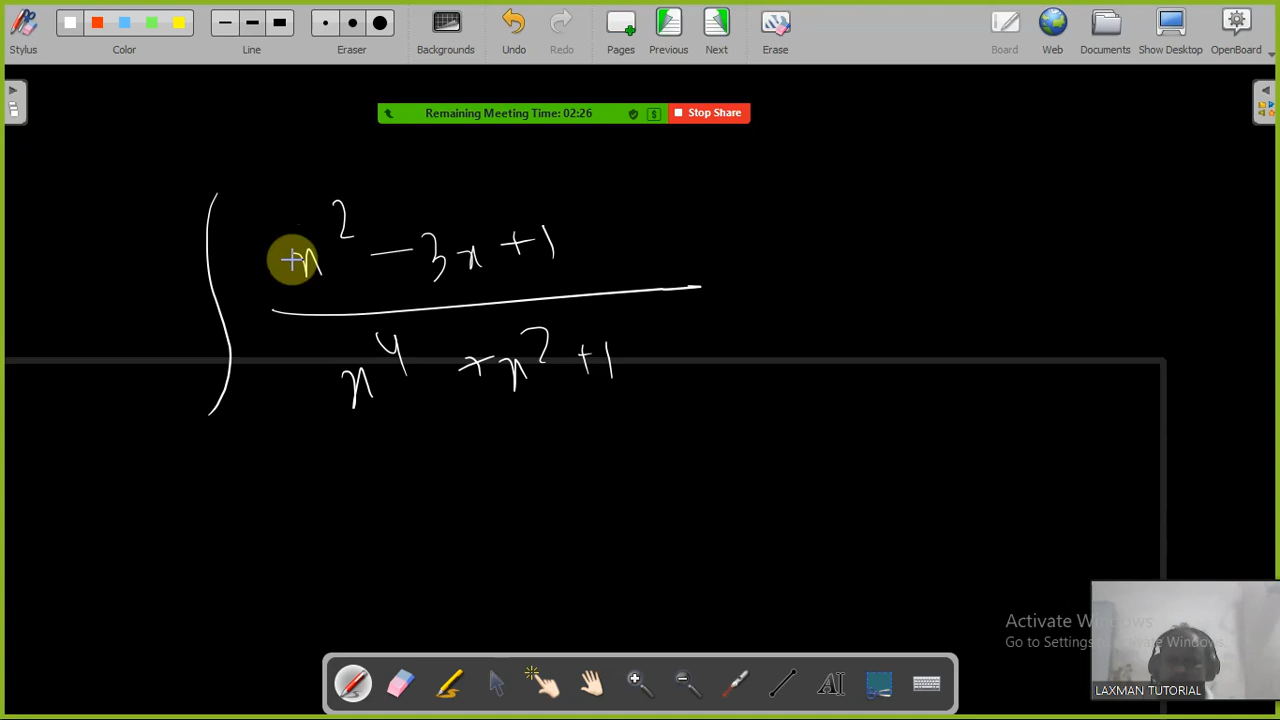 Stylus Color Line Eraser Backgrounds Undo Redo Pages Previous Next Erase Board Web Documents Show Desktop OpenBoard
Remaining Meeting Time: 02:26 $ Stop Share
∫ x² - 3x + 1
x⁴ + x² + 1
AI
Activate Windows
Go to Settings to activate Windows.
LAXMAN TUTORIAL